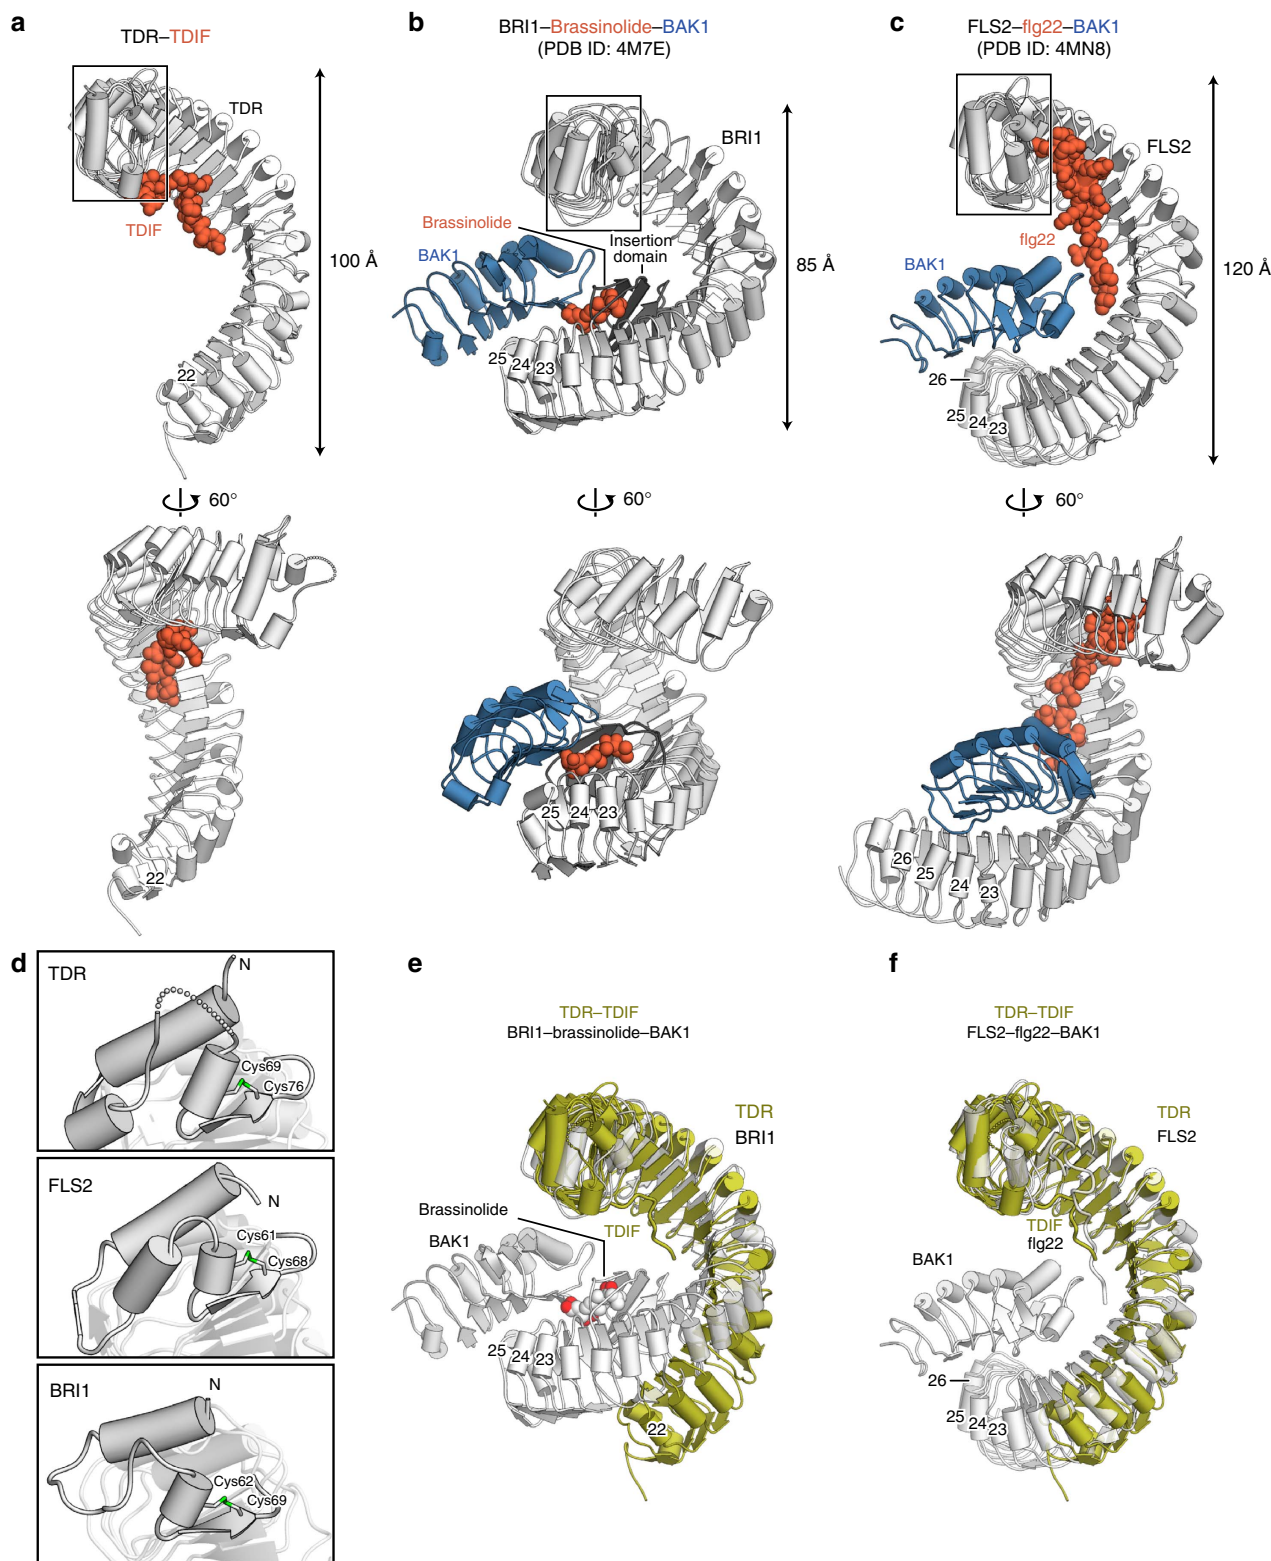 a
TDR–TDIF
TDR
TDIF
100 Å
22
60°
22
b
BRI1–Brassinolide–BAK1
(PDB ID: 4M7E)
BRI1
Brassinolide
Insertion
domain
BAK1
85 Å
25 24 23
60°
25 24 23
c
FLS2–flg22–BAK1
(PDB ID: 4MN8)
FLS2
flg22
BAK1
120 Å
26
25 24 23
60°
26
25
24
23
d
TDR
N
Cys69
Cys76
FLS2
N
Cys61
Cys68
BRI1
N
Cys62
Cys69
e
TDR–TDIF
BRI1–brassinolide–BAK1
TDR
BRI1
Brassinolide
TDIF
BAK1
25 24 23
22
f
TDR–TDIF
FLS2–flg22–BAK1
TDR
FLS2
TDIF
flg22
BAK1
26
25 24 23